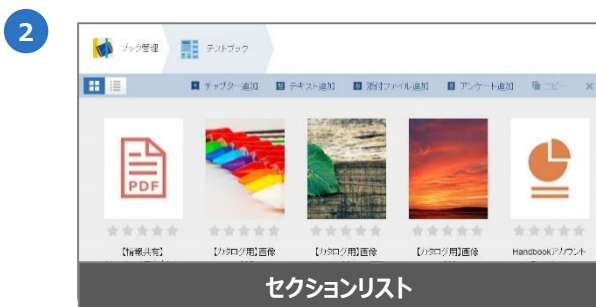 2
ブック管理 テストブック
チャプター追加 テキスト追加 添付ファイル追加 アンケート追加 コピー ×
PDF
【情報共有】 【カタログ用】画像 【カタログ用】画像 【カタログ用】画像 Handbookアカウント
セクションリスト